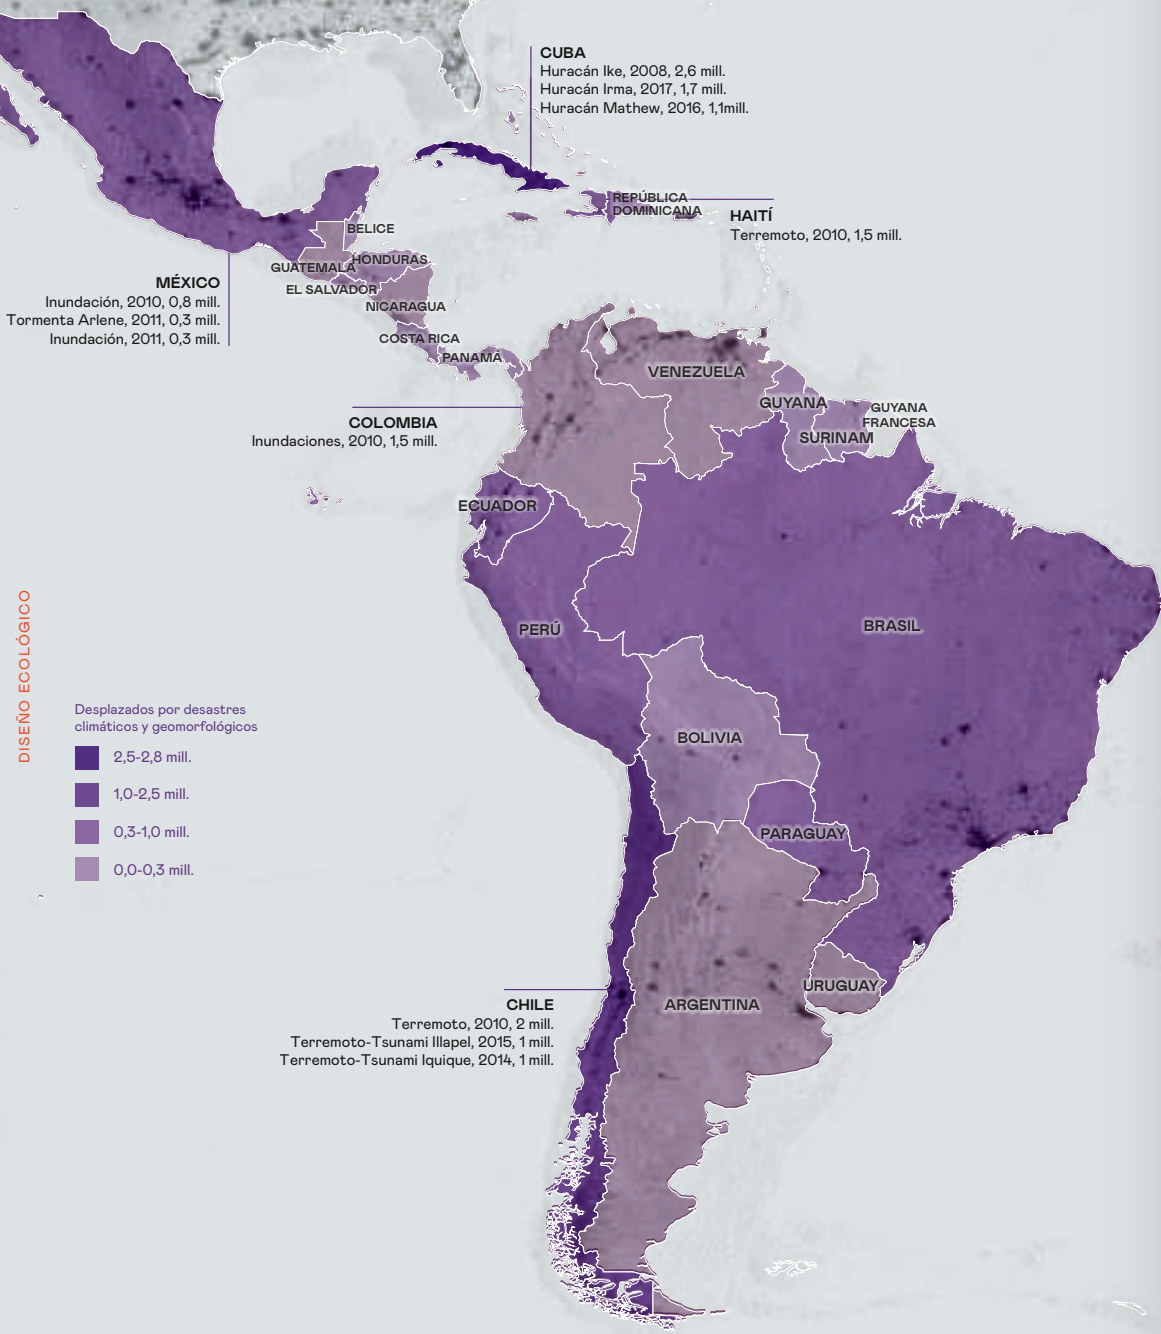 CUBA
Huracán Ike, 2008, 2,6 mill.
Huracán Irma, 2017, 1,7 mill.
Huracán Mathew, 2016, 1,1mill.
REPÚBLICA
DOMINICANA
HAITÍ
Terremoto, 2010, 1,5 mill.
BELICE
GUATEMALA
HONDURAS
EL SALVADOR
NICARAGUA
COSTA RICA
PANAMÁ
MÉXICO
Inundación, 2010, 0,8 mill.
Tormenta Arlene, 2011, 0,3 mill.
Inundación, 2011, 0,3 mill.
VENEZUELA
GUYANA
SURINAM
GUYANA
FRANCESA
COLOMBIA
Inundaciones, 2010, 1,5 mill.
ECUADOR
PERÚ
BRASIL
DISEÑO ECOLÓGICO
Desplazados por desastres
climáticos y geomorfológicos
2,5-2,8 mill.
1,0-2,5 mill.
0,3-1,0 mill.
0,0-0,3 mill.
BOLIVIA
PARAGUAY
URUGUAY
ARGENTINA
CHILE
Terremoto, 2010, 2 mill.
Terremoto-Tsunami Illapel, 2015, 1 mill.
Terremoto-Tsunami Iquique, 2014, 1 mill.